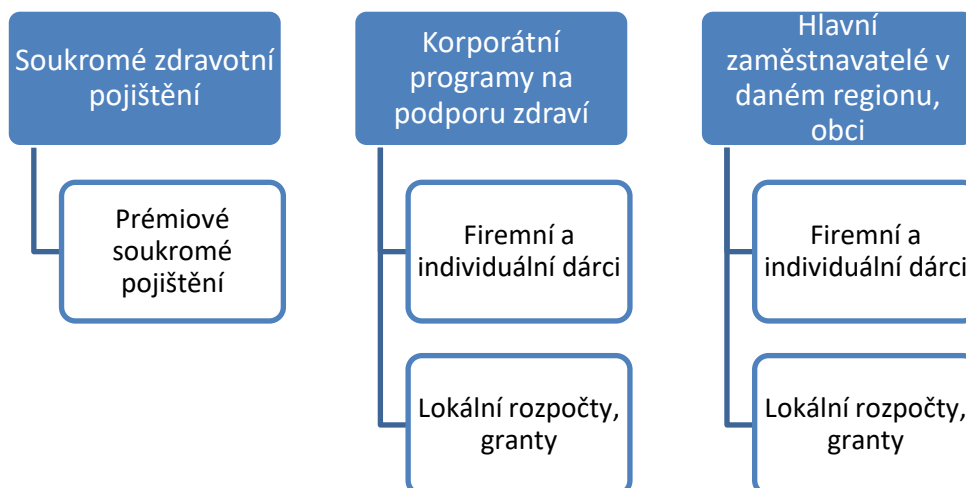 Soukromé zdravotní
pojištění
Prémiové
soukromé
pojištění
Korporátní
programy na
podporu zdraví
Firemní a
individuální dárci
Lokální rozpočty,
granty
Hlavní
zaměstnavatelé v
daném regionu,
obci
Firemní a
individuální dárci
Lokální rozpočty,
granty